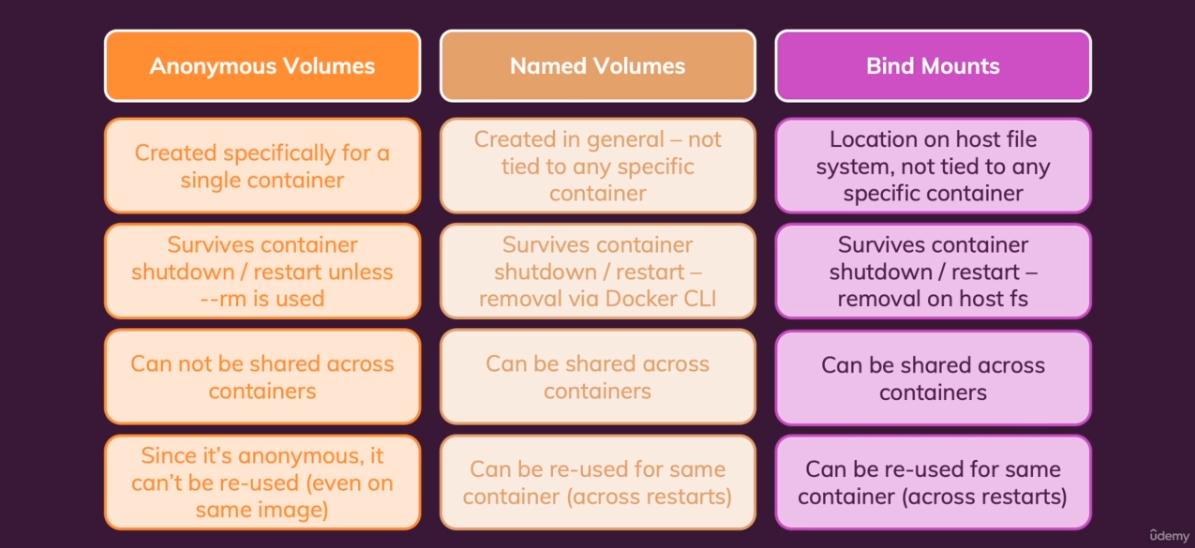 Anonymous Volumes
Created specifically for a
single container
Survives container
shutdown / restart unless
--rm is used
Can not be shared across
containers
Since it’s anonymous, it
can’t be re-used (even on
same image)
Named Volumes
Created in general – not
tied to any specific
container
Survives container
shutdown / restart –
removal via Docker CLI
Can be shared across
containers
Can be re-used for same
container (across restarts)
Bind Mounts
Location on host file
system, not tied to any
specific container
Survives container
shutdown / restart –
removal on host fs
Can be shared across
containers
Can be re-used for same
container (across restarts)
ûdemy